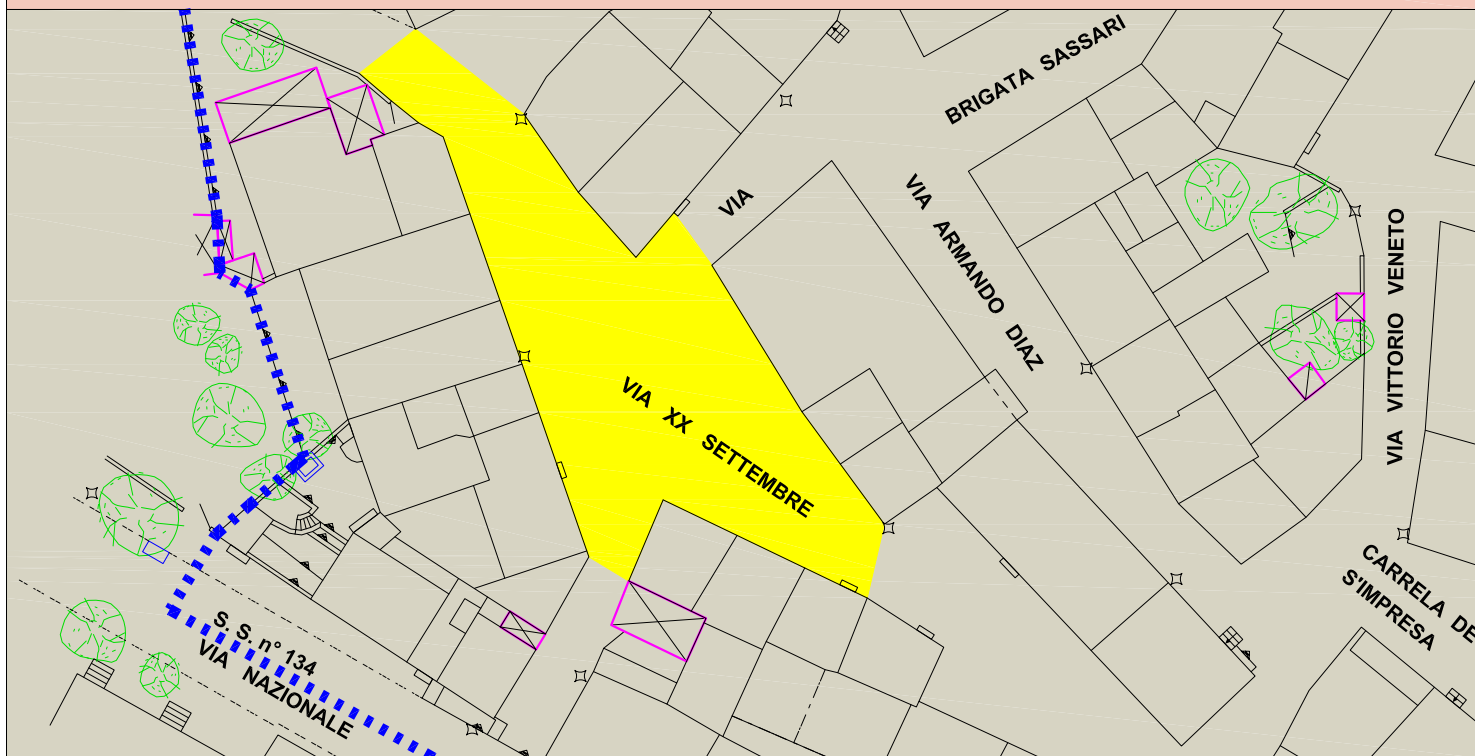 BRIGATA SASSARI
VIA
VIA ARMANDO DIAZ
VIA VITTORIO VENETO
VIA XX SETTEMBRE
CARRELA DE
S'IMPRESA
S. S. n° 134
VIA NAZIONALE